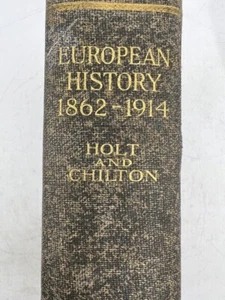 EUROPEAN
HISTORY
1862-1914
HOLT
AND
CHILTON